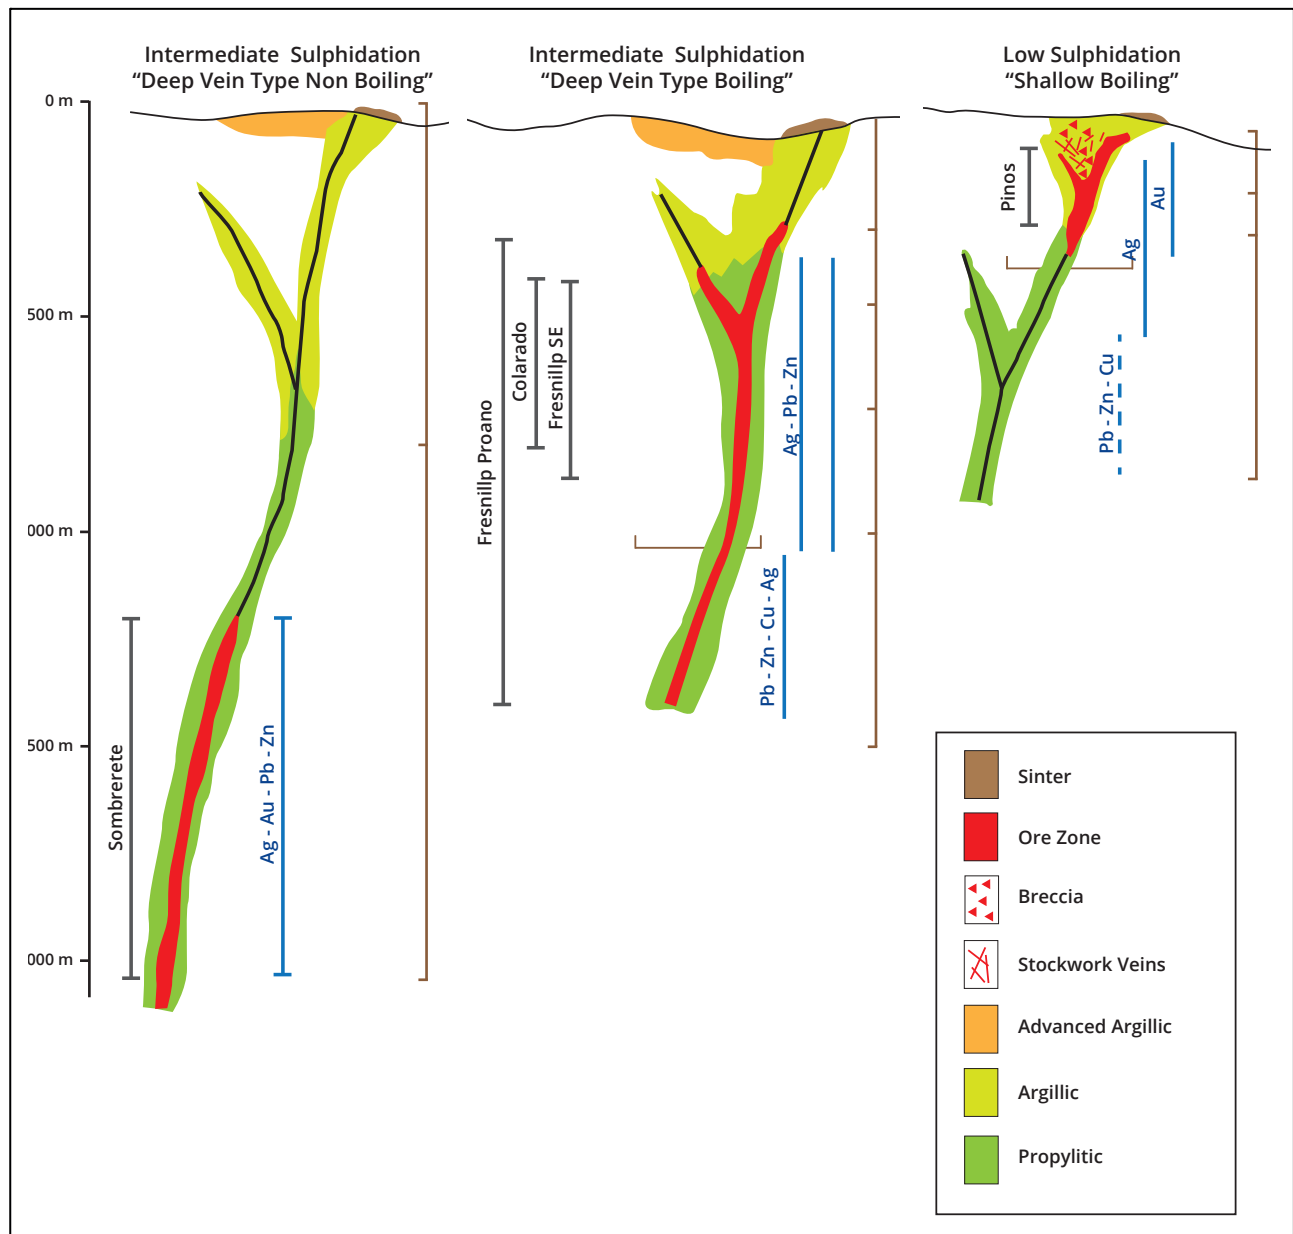 Intermediate Sulphidation
“Deep Vein Type Non Boiling”
Intermediate Sulphidation
“Deep Vein Type Boiling”
Low Sulphidation
“Shallow Boiling”
0 m
500 m
000 m
500 m
000 m
Sombrerete
Ag - Au - Pb - Zn
Fresnillp Proano
Colarado
Fresnillp SE
Ag - Pb - Zn
Pb - Zn - Cu - Ag
Pinos
Au
Ag
Pb - Zn - Cu
Sinter
Ore Zone
Breccia
Stockwork Veins
Advanced Argillic
Argillic
Propylitic